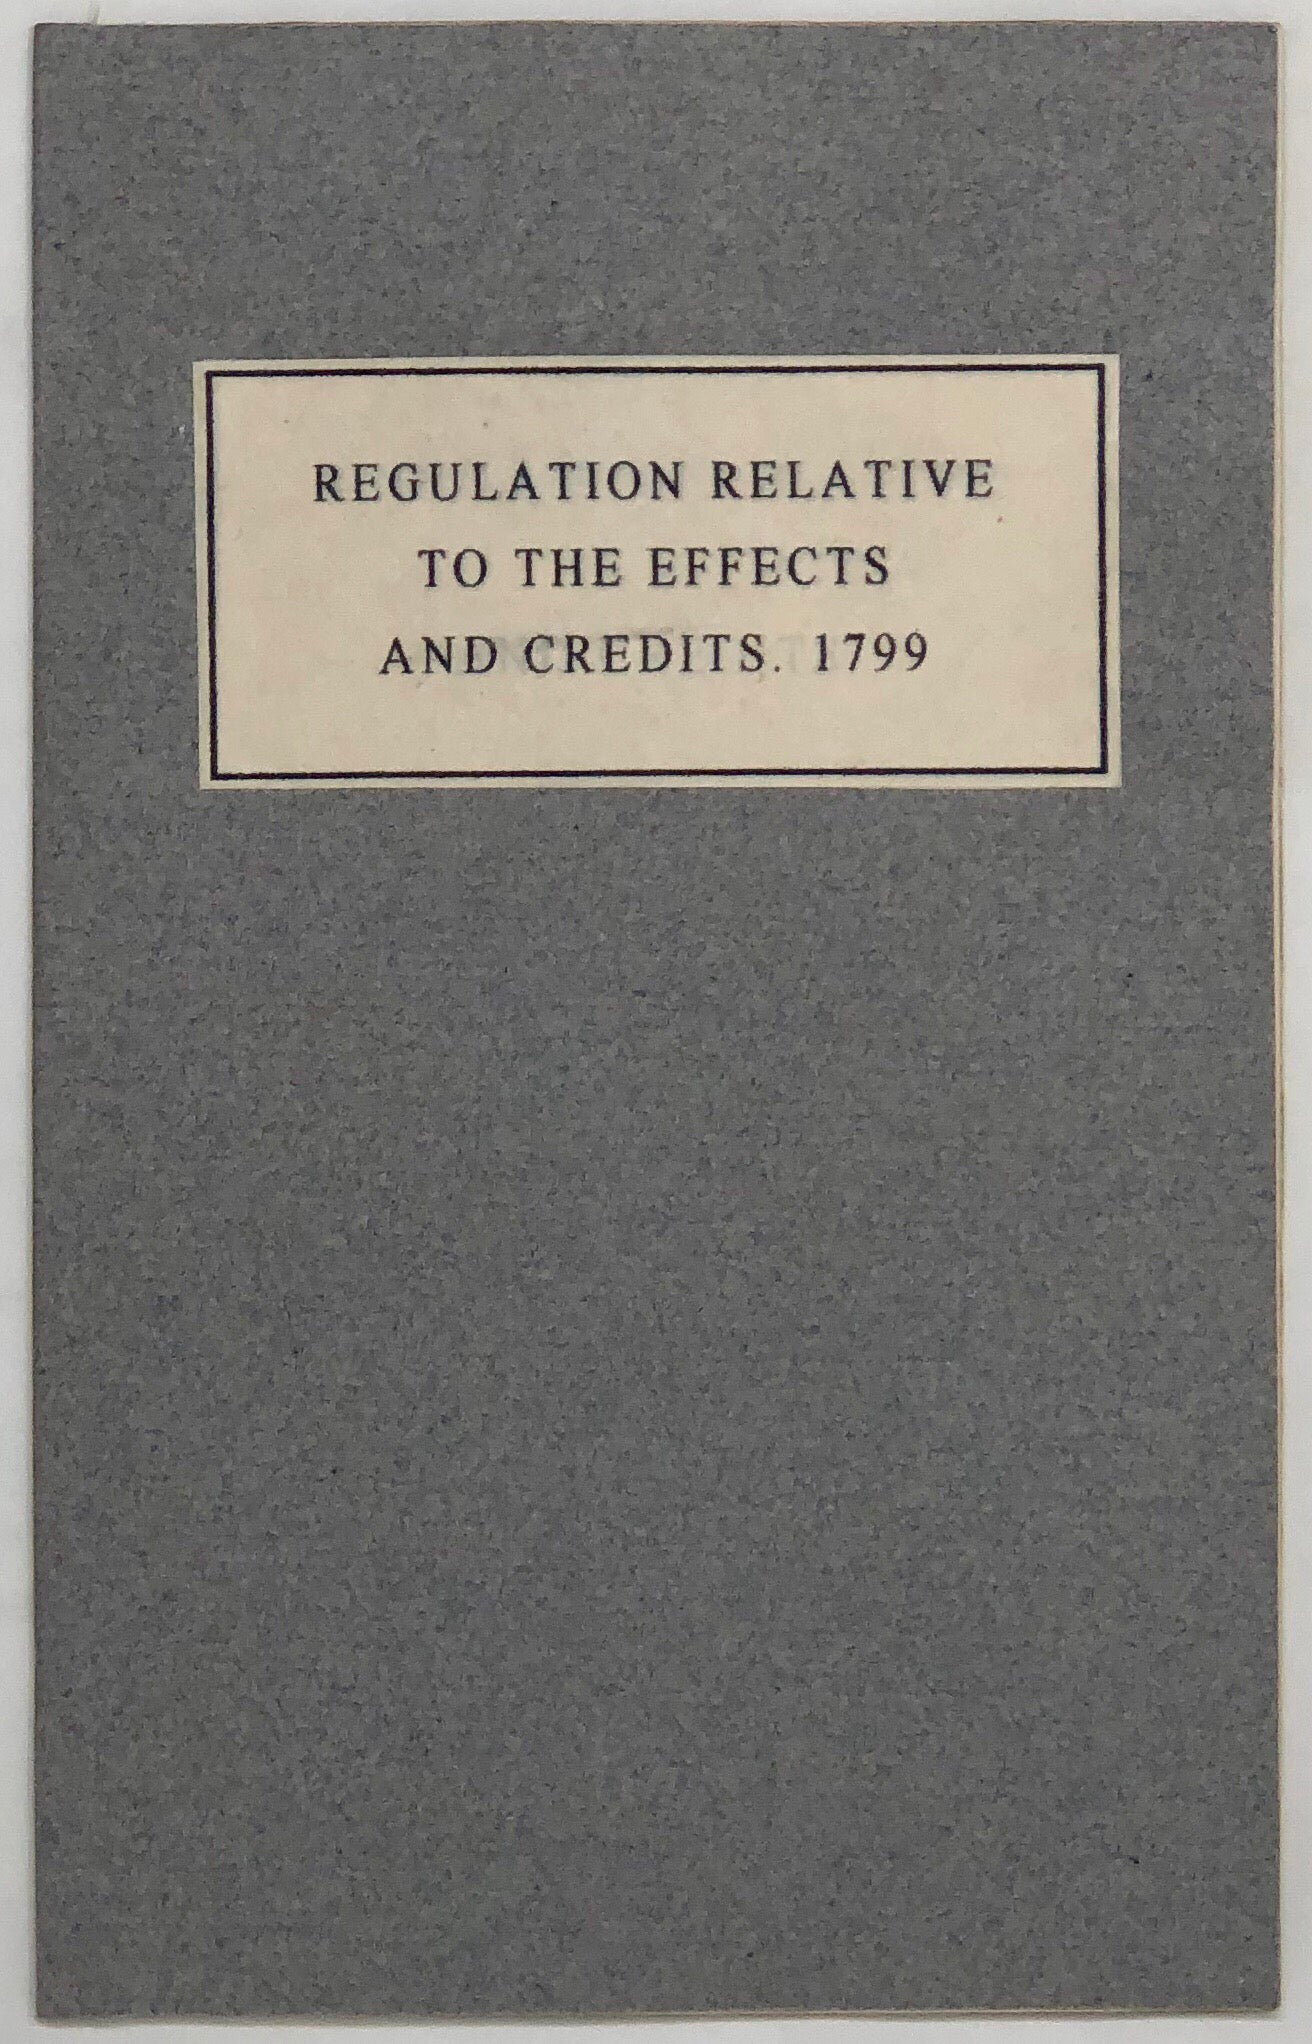 REGULATION RELATIVE
TO THE EFFECTS
AND CREDITS. 1799